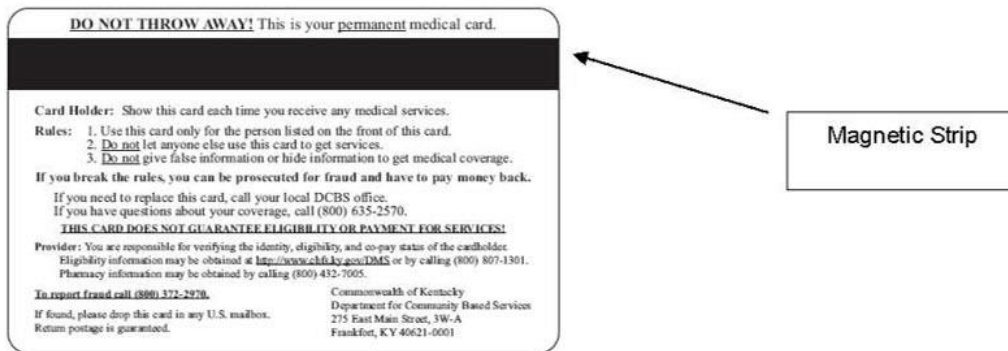 DO NOT THROW AWAY! This is your permanent medical card.
Magnetic Strip
Card Holder: Show this card each time you receive any medical services.
Rules: 1. Use this card only for the person listed on the front of this card.
2. Do not let anyone else use this card to get services.
3. Do not give false information or hide information to get medical coverage.
If you break the rules, you can be prosecuted for fraud and have to pay money back.
If you need to replace this card, call your local DCBS office.
If you have questions about your coverage, call (800) 635-2570.
THIS CARD DOES NOT GUARANTEE ELIGIBILITY OR PAYMENT FOR SERVICES!
Provider: You are responsible for verifying the identity, eligibility, and co-pay status of the cardholder.
Eligibility information may be obtained at http://www.chfs.ky.gov/DMS or by calling (800) 807-1301.
Pharmacy information may be obtained by calling (800) 432-7005.
To report fraud call (800) 372-2970.
If found, please drop this card in any U.S. mailbox.
Return postage is guaranteed.
Commonwealth of Kentucky
Department for Community Based Services
275 East Main Street, 3W-A
Frankfort, KY 40621-0001